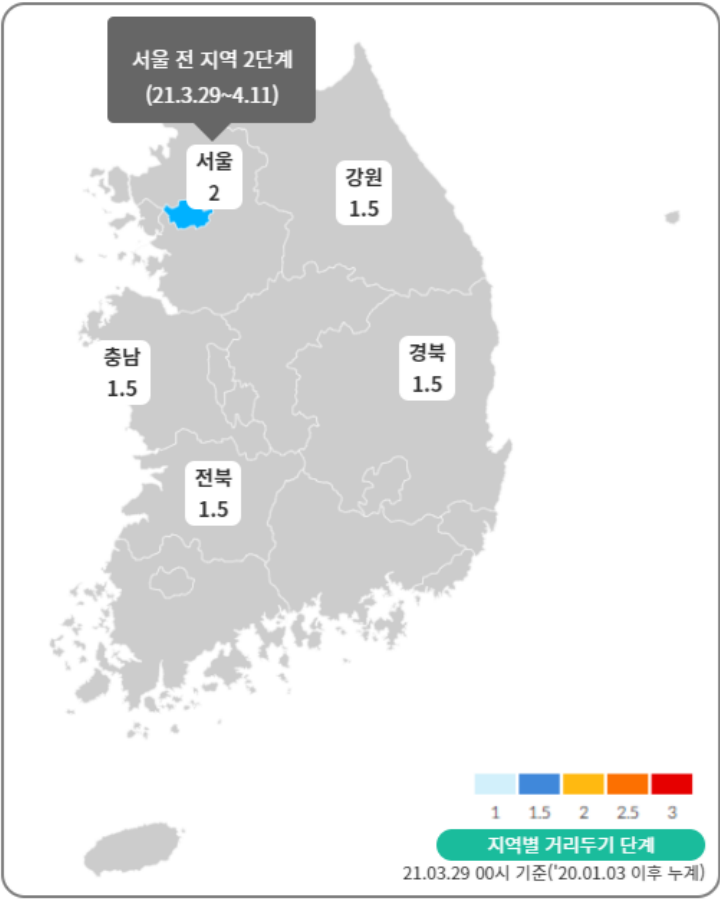 서울 전 지역 2단계
(21.3.29~4.11)
서울
2
강원
1.5
충남
1.5
경북
1.5
전북
1.5
1 1.5 2 2.5 3
지역별 거리두기 단계
21.03.29 00시 기준('20.01.03 이후 누계)